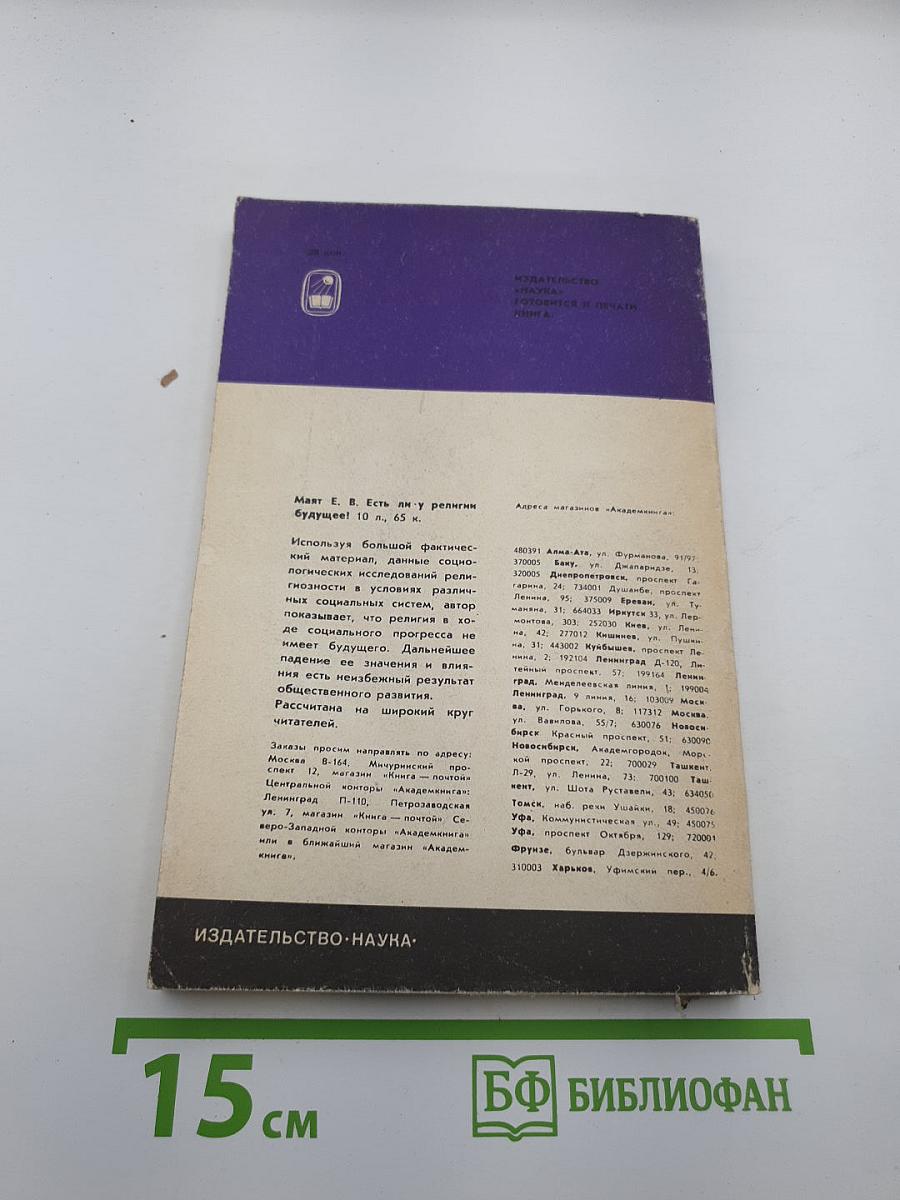 коп
ИЗДАТЕЛЬСТВО
«НАУКА»
ГОТОВИТСЯ К ПЕЧАТИ
КНИГА:
Маят Е. В. Есть ли у религии
будущее! 10 л., 65 к.
Используя большой фактичес-
кий материал, данные социо-
логических исследований рели-
гиозности в условиях различ-
ных социальных систем, автор
показывает, что религия в хо-
де социального прогресса не
имеет будущего. Дальнейшее
падение ее значения и влия-
ния есть неизбежный результат
общественного развития.
Рассчитана на широкий круг
читателей.
Заказы просим направлять по адресу:
Москва В-164, Мичуринский про-
спект 12, магазин «Книга — почтой»
Центральной конторы «Академкнига»:
Ленинград П-110, Петрозаводская
ул. 7, магазин «Книга — почтой» Се-
веро-Западной конторы «Академкнига»
или в ближайший магазин «Академ-
книга».
Адреса магазинов «Академкнига»:
480391 Алма-Ата, ул. Фурманова, 91/97;
370005 Баку, ул. Джапаридзе, 13;
320005 Днепропетровск, проспект Га-
гарина, 24; 734001 Душанбе, проспект
Ленина, 95; 375009 Ереван, ул. Ту-
маняна, 31; 664033 Иркутск 33, ул. Лер-
монтова, 303; 252030 Киев, ул. Лени-
на, 42; 277012 Кишинев, ул. Пушки-
на, 31; 443002 Куйбышев, проспект Ле-
нина, 2; 192104 Ленинград Д-120, Ли-
тейный проспект, 57; 199164 Ленин-
град, Менделеевская линия, 1; 199004
Ленинград, 9 линия, 16; 103009 Моск-
ва, ул. Горького, 8; 117312 Москва,
ул. Вавилова, 55/7; 630076 Новоси-
бирск Красный проспект, 51; 630090
Новосибирск, Академгородок, Морс-
кой проспект, 22; 700029 Ташкент,
Л-29, ул. Ленина, 73; 700100 Таш-
кент, ул. Шота Руставели, 43; 634050
Томск, наб. реки Ушайки, 18; 450076
Уфа, Коммунистическая ул., 49; 450075
Уфа, проспект Октября, 129; 720001
Фрунзе, бульвар Дзержинского, 42;
310003 Харьков, Уфимский пер., 4/6.
ИЗДАТЕЛЬСТВО·НАУКА·
15 см
БФ БИБЛИОФАН